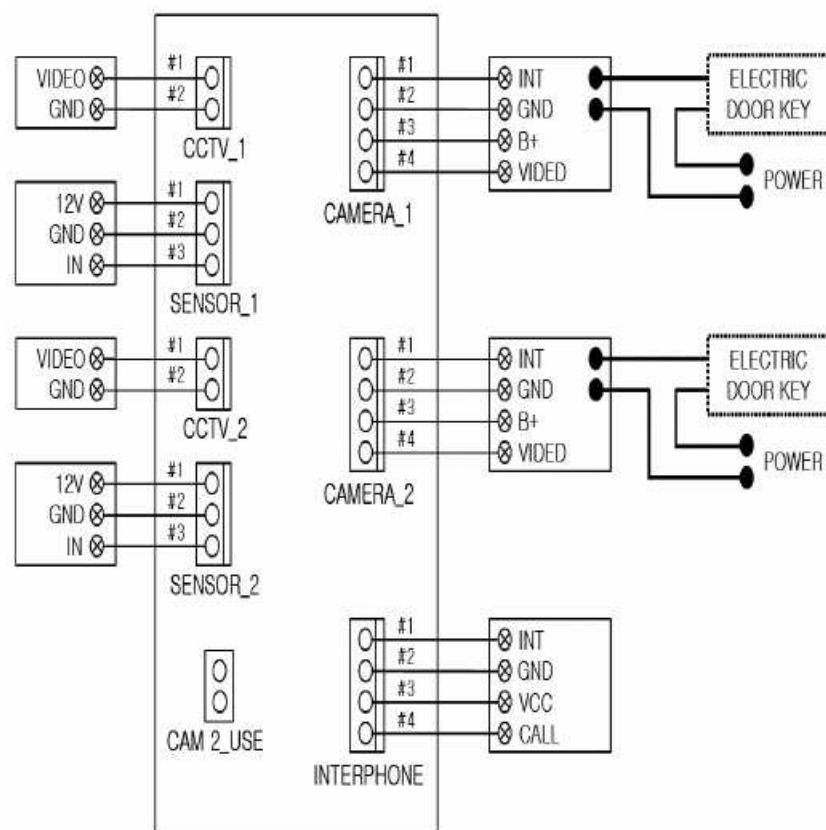 VIDEO #1
GND #2
CCTV_1
12V #1
GND #2
IN #3
SENSOR_1
VIDEO #1
GND #2
CCTV_2
12V #1
GND #2
IN #3
SENSOR_2
CAM 2_USE
#1 INT
#2 GND
#3 B+
#4 VIDED
CAMERA_1
ELECTRIC
DOOR KEY
POWER
#1 INT
#2 GND
#3 B+
#4 VIDED
CAMERA_2
ELECTRIC
DOOR KEY
POWER
#1 INT
#2 GND
#3 VCC
#4 CALL
INTERPHONE